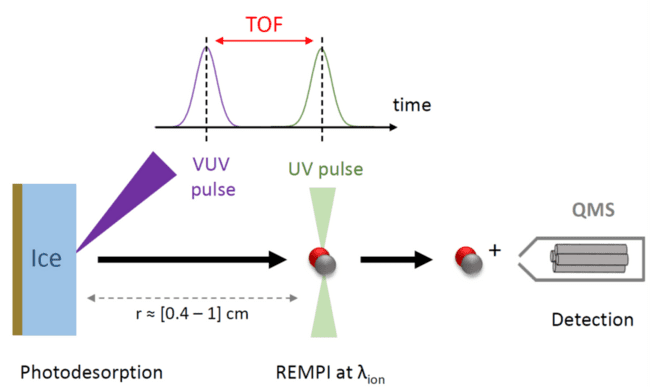 TOF
time
VUV
pulse
UV pulse
QMS
Ice
+
r ≈ [0.4 – 1] cm
Detection
Photodesorption
REMPI at λion